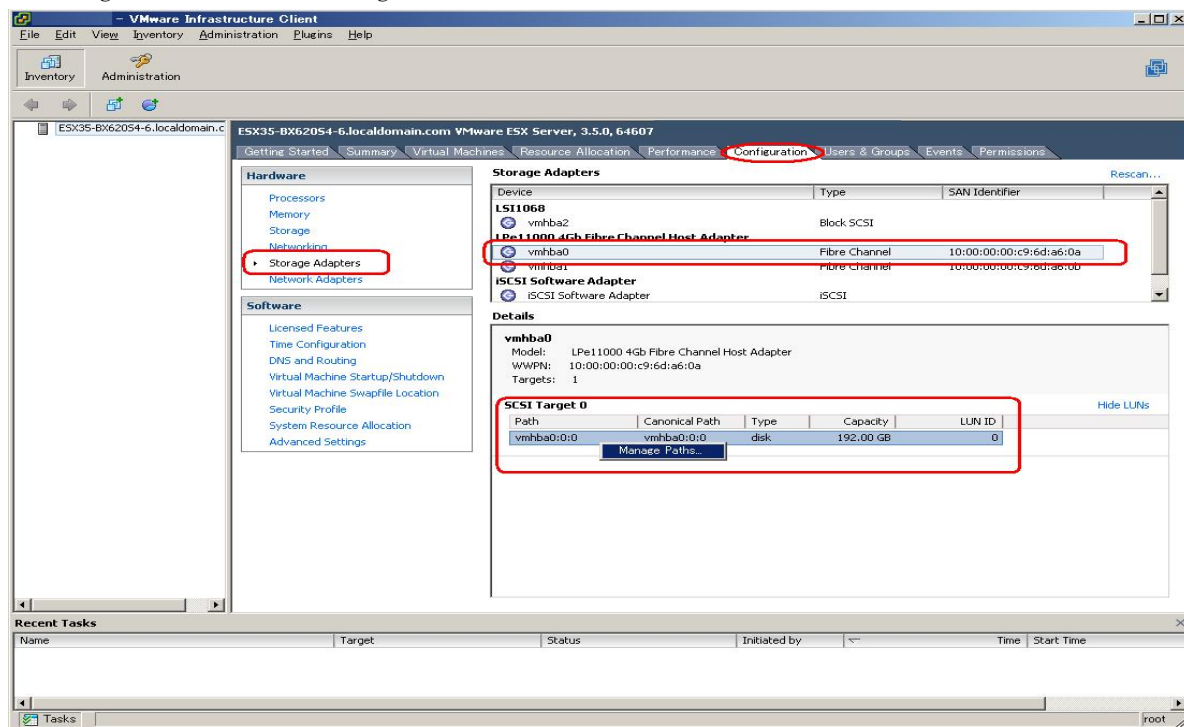 – VMware Infrastructure Client
File Edit View Inventory Administration Plugins Help
Inventory Administration
ESX35-BX620S4-6.localdomain.c
ESX35-BX620S4-6.localdomain.com VMware ESX Server, 3.5.0, 64607
Getting Started Summary Virtual Machines Resource Allocation Performance Configuration Users & Groups Events Permissions
Hardware
Processors
Memory
Storage
Networking
Storage Adapters
Network Adapters
Software
Licensed Features
Time Configuration
DNS and Routing
Virtual Machine Startup/Shutdown
Virtual Machine Swapfile Location
Security Profile
System Resource Allocation
Advanced Settings
Storage Adapters Rescan...
Device Type SAN Identifier
LSI1068
vmhba2 Block SCSI
LPe11000 4Gb Fibre Channel Host Adapter
vmhba0 Fibre Channel 10:00:00:00:c9:6d:a6:0a
vmhba1 Fibre Channel 10:00:00:00:c9:6d:a6:0b
iSCSI Software Adapter
iSCSI Software Adapter iSCSI
Details
vmhba0
Model: LPe11000 4Gb Fibre Channel Host Adapter
WWPN: 10:00:00:00:c9:6d:a6:0a
Targets: 1
SCSI Target 0 Hide LUNs
Path Canonical Path Type Capacity LUN ID
vmhba0:0:0 vmhba0:0:0 disk 192.00 GB 0
Manage Paths...
Recent Tasks
Name Target Status Initiated by Time Start Time
Tasks root